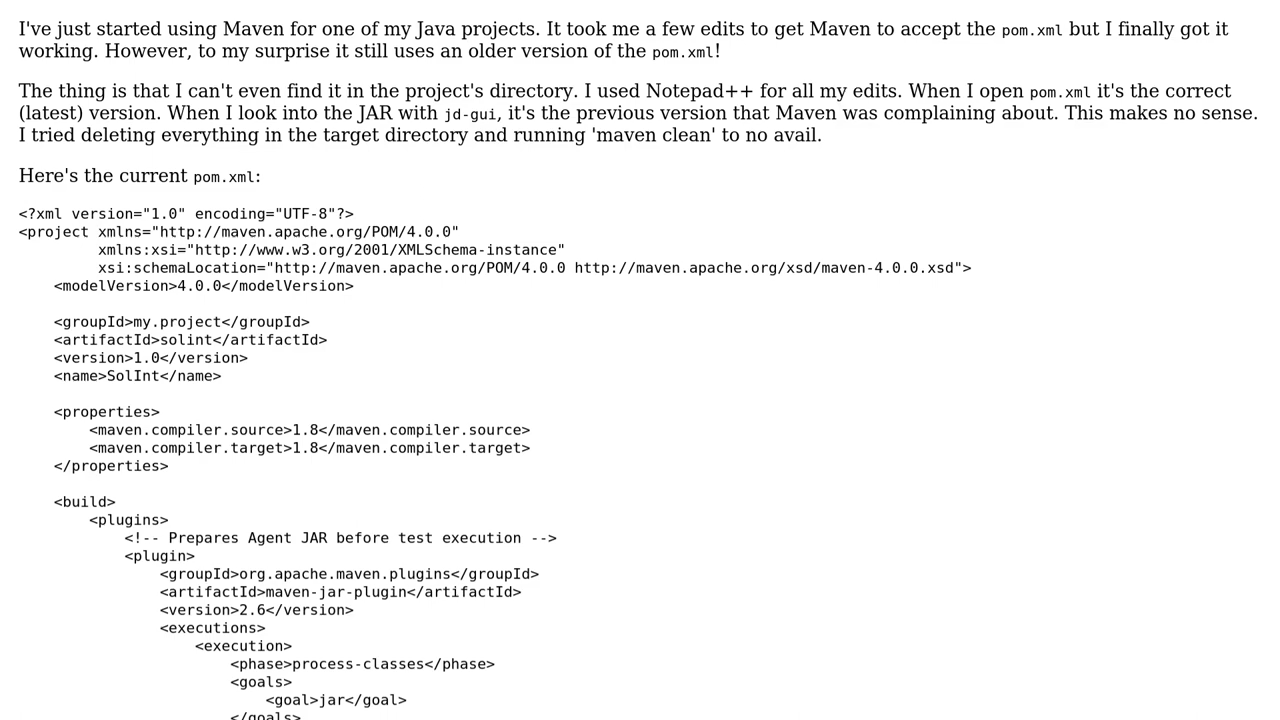 I've just started using Maven for one of my Java projects. It took me a few edits to get Maven to accept the pom.xml but I finally got it
working. However, to my surprise it still uses an older version of the pom.xml!
The thing is that I can't even find it in the project's directory. I used Notepad++ for all my edits. When I open pom.xml it's the correct
(latest) version. When I look into the JAR with jd-gui, it's the previous version that Maven was complaining about. This makes no sense.
I tried deleting everything in the target directory and running 'maven clean' to no avail.
Here's the current pom.xml:
<?xml version="1.0" encoding="UTF-8"?>
<project xmlns="http://maven.apache.org/POM/4.0.0"
         xmlns:xsi="http://www.w3.org/2001/XMLSchema-instance"
         xsi:schemaLocation="http://maven.apache.org/POM/4.0.0 http://maven.apache.org/xsd/maven-4.0.0.xsd">
    <modelVersion>4.0.0</modelVersion>
    <groupId>my.project</groupId>
    <artifactId>solint</artifactId>
    <version>1.0</version>
    <name>SolInt</name>
    <properties>
        <maven.compiler.source>1.8</maven.compiler.source>
        <maven.compiler.target>1.8</maven.compiler.target>
    </properties>
    <build>
        <plugins>
            <!-- Prepares Agent JAR before test execution -->
            <plugin>
                <groupId>org.apache.maven.plugins</groupId>
                <artifactId>maven-jar-plugin</artifactId>
                <version>2.6</version>
                <executions>
                    <execution>
                        <phase>process-classes</phase>
                        <goals>
                            <goal>jar</goal>
                        </goals>